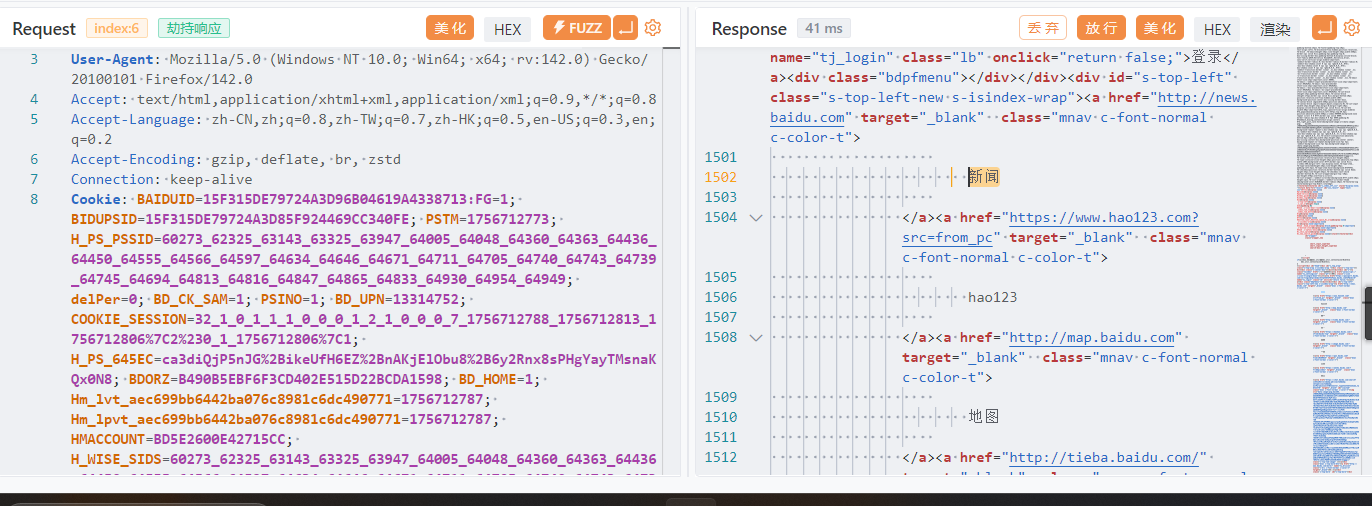 Request index:6 劫持响应 美化 HEX FUZZ
3 User-Agent: Mozilla/5.0 (Windows NT 10.0; Win64; x64; rv:142.0) Gecko/
20100101 Firefox/142.0
4 Accept: text/html,application/xhtml+xml,application/xml;q=0.9,*/*;q=0.8
5 Accept-Language: zh-CN,zh;q=0.8,zh-TW;q=0.7,zh-HK;q=0.5,en-US;q=0.3,en;
q=0.2
6 Accept-Encoding: gzip, deflate, br, zstd
7 Connection: keep-alive
8 Cookie: BAIDUID=15F315DE79724A3D96B04619A4338713:FG=1;
BIDUPSID=15F315DE79724A3D85F924469CC340FE; PSTM=1756712773;
H_PS_PSSID=60273_62325_63143_63325_63947_64005_64048_64360_64363_64436_
64450_64555_64566_64597_64634_64646_64671_64711_64705_64740_64743_64739
_64745_64694_64813_64816_64847_64865_64833_64930_64954_64949;
delPer=0; BD_CK_SAM=1; PSINO=1; BD_UPN=13314752;
COOKIE_SESSION=32_1_0_1_1_1_0_0_0_1_2_1_0_0_0_7_1756712788_1756712813_1
756712806%7C2%230_1_1756712806%7C1;
H_PS_645EC=ca3diQjP5nJG%2BikeUfH6EZ%2BnAKjElObu8%2B6y2Rnx8sPHgYayTMsnaK
Qx0N8; BDORZ=B490B5EBF6F3CD402E515D22BCDA1598; BD_HOME=1;
Hm_lvt_aec699bb6442ba076c8981c6dc490771=1756712787;
Hm_lpvt_aec699bb6442ba076c8981c6dc490771=1756712787;
HMACCOUNT=BD5E2600E42715CC;
H_WISE_SIDS=60273_62325_63143_63325_63947_64005_64048_64360_64363_64436
Response 41 ms 丢弃 放行 美化 HEX 渲染
name="tj_login" class="lb" onclick="return false;">登录</
a><div class="bdpfmenu"></div></div><div id="s-top-left"
class="s-top-left-new s-isindex-wrap"><a href="http://news.
baidu.com" target="_blank" class="mnav c-font-normal
c-color-t">
1501
1502 新闻
1503
1504 </a><a href="https://www.hao123.com?
src=from_pc" target="_blank" class="mnav
c-font-normal c-color-t">
1505
1506 hao123
1507
1508 </a><a href="http://map.baidu.com"
target="_blank" class="mnav c-font-normal
c-color-t">
1509
1510 地图
1511
1512 </a><a href="http://tieba.baidu.com/"